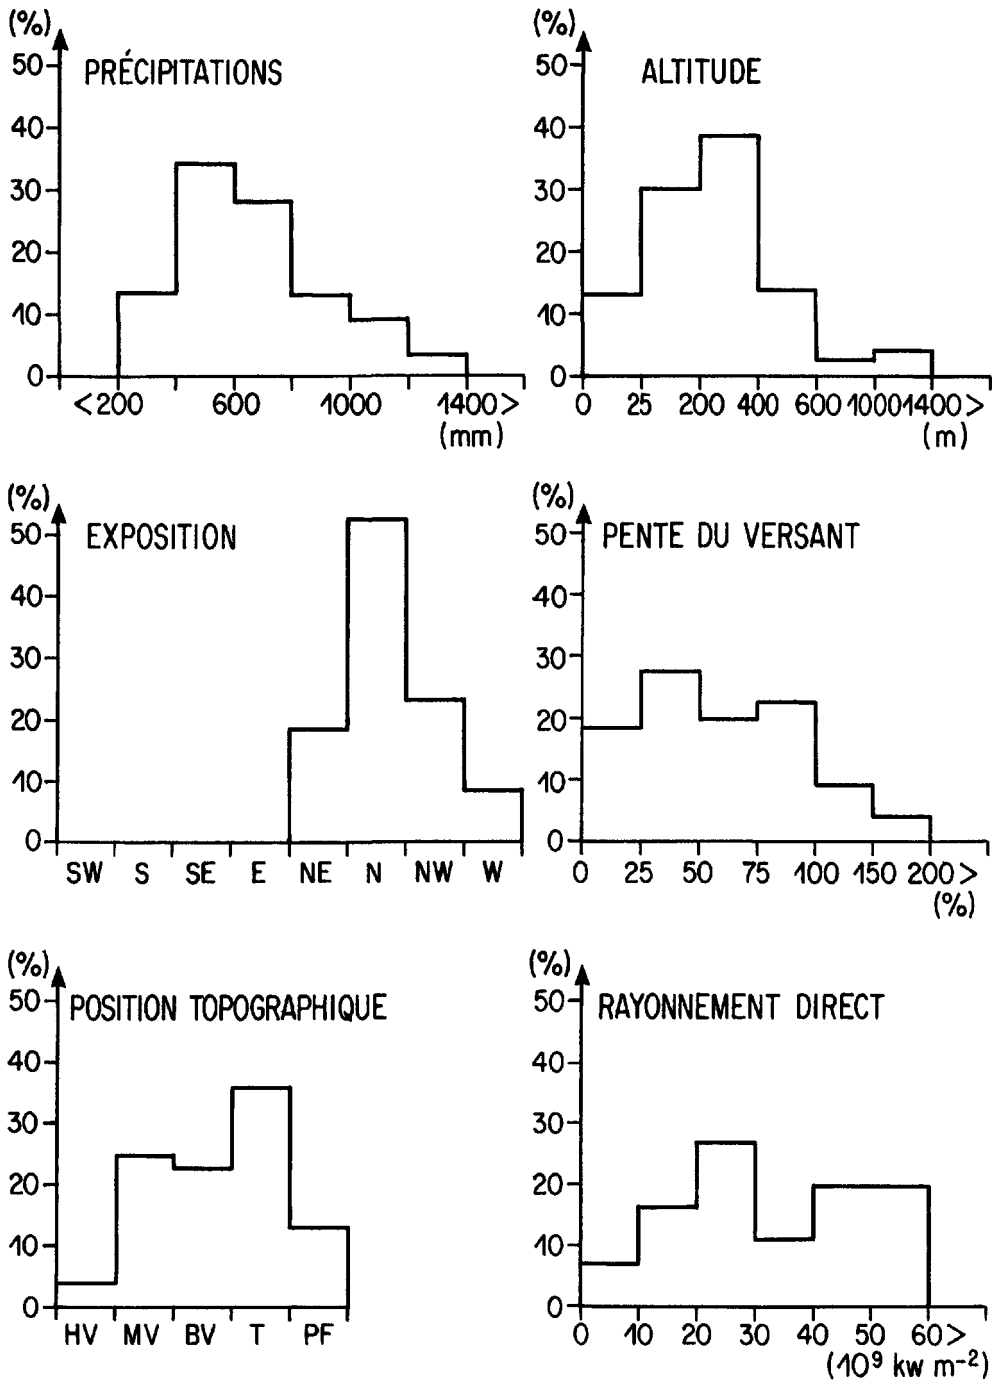 (%)
50
PRÉCIPITATIONS
40
30
20
10
0
<200 600 1000 1400>
(mm)
(%)
50
ALTITUDE
40
30
20
10
0
0 25 200 400 600 1000 1400>
(m)
(%)
50
EXPOSITION
40
30
20
10
0
SW S SE E NE N NW W
(%)
50
PENTE DU VERSANT
40
30
20
10
0
0 25 50 75 100 150 200>
(%)
(%)
50
POSITION TOPOGRAPHIQUE
40
30
20
10
0
HV MV BV T PF
(%)
50
RAYONNEMENT DIRECT
40
30
20
10
0
0 10 20 30 40 50 60>
(10⁹ kw m⁻²)